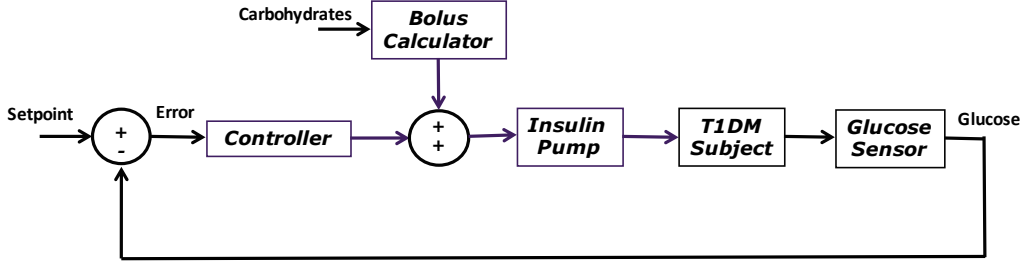 Carbohydrates
Bolus
Calculator
Setpoint
+
-
Error
Controller
+
+
Insulin
Pump
T1DM
Subject
Glucose
Sensor
Glucose